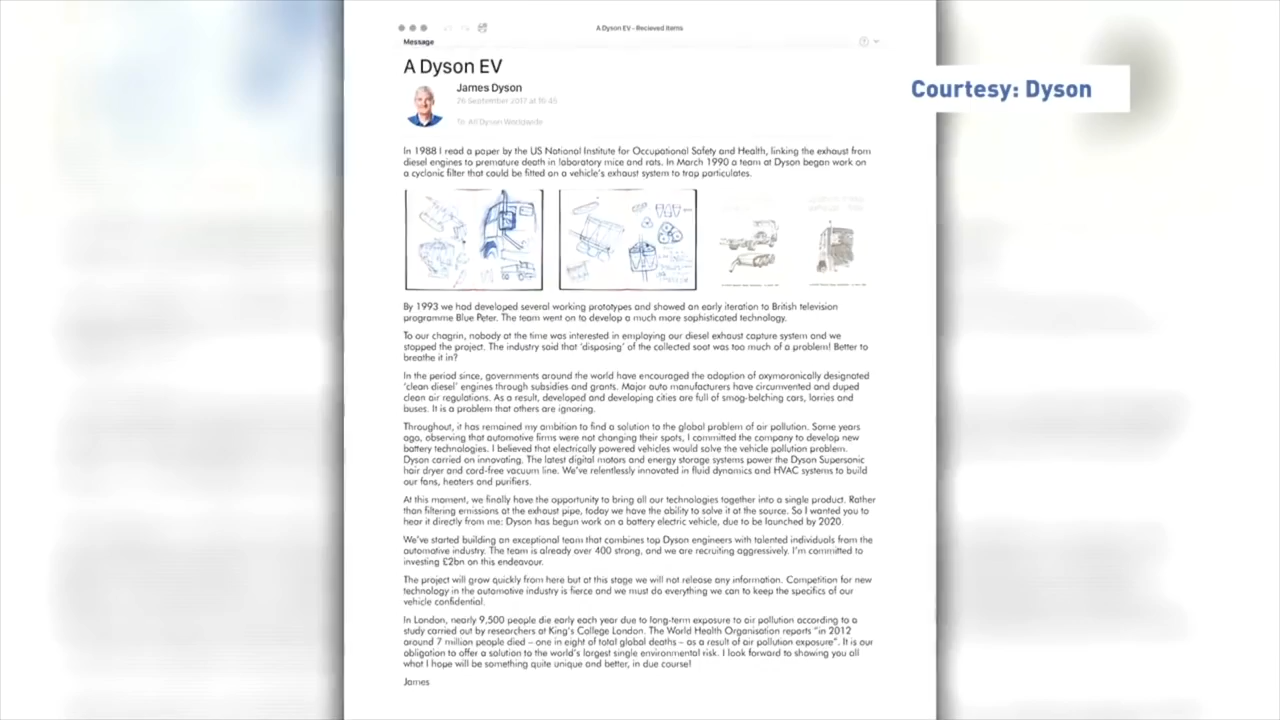 A Dyson EV - Recieved Items
Message
A Dyson EV
James Dyson
26 September 2017 at 16:45
To: All Dyson Worldwide
Courtesy: Dyson
In 1988 I read a paper by the US National Institute for Occupational Safety and Health, linking the exhaust from
diesel engines to premature death in laboratory mice and rats. In March 1990 a team at Dyson began work on
a cyclonic filter that could be fitted on a vehicle's exhaust system to trap particulates.
By 1993 we had developed several working prototypes and showed an early iteration to British television
programme Blue Peter. The team went on to develop a much more sophisticated technology.
To our chagrin, nobody at the time was interested in employing our diesel exhaust capture system and we
stopped the project. The industry said that 'disposing' of the collected soot was too much of a problem! Better to
breathe it in?
In the period since, governments around the world have encouraged the adoption of oxymoronically designated
'clean diesel' engines through subsidies and grants. Major auto manufacturers have circumvented and duped
clean air regulations. As a result, developed and developing cities are full of smog-belching cars, lorries and
buses. It is a problem that others are ignoring.
Throughout, it has remained my ambition to find a solution to the global problem of air pollution. Some years
ago, observing that automotive firms were not changing their spots, I committed the company to develop new
battery technologies. I believed that electrically powered vehicles would solve the vehicle pollution problem.
Dyson carried on innovating. The latest digital motors and energy storage systems power the Dyson Supersonic
hair dryer and cord-free vacuum line. We've relentlessly innovated in fluid dynamics and HVAC systems to build
our fans, heaters and purifiers.
At this moment, we finally have the opportunity to bring all our technologies together into a single product. Rather
than filtering emissions at the exhaust pipe, today we have the ability to solve it at the source. So I wanted you to
hear it directly from me: Dyson has begun work on a battery electric vehicle, due to be launched by 2020.
We've started building an exceptional team that combines top Dyson engineers with talented individuals from the
automotive industry. The team is already over 400 strong, and we are recruiting aggressively. I'm committed to
investing £2bn on this endeavour.
The project will grow quickly from here but at this stage we will not release any information. Competition for new
technology in the automotive industry is fierce and we must do everything we can to keep the specifics of our
vehicle confidential.
In London, nearly 9,500 people die early each year due to long-term exposure to air pollution according to a
study carried out by researchers at King's College London. The World Health Organisation reports "in 2012
around 7 million people died – one in eight of total global deaths – as a result of air pollution exposure". It is our
obligation to offer a solution to the world's largest single environmental risk. I look forward to showing you all
what I hope will be something quite unique and better, in due course!
James